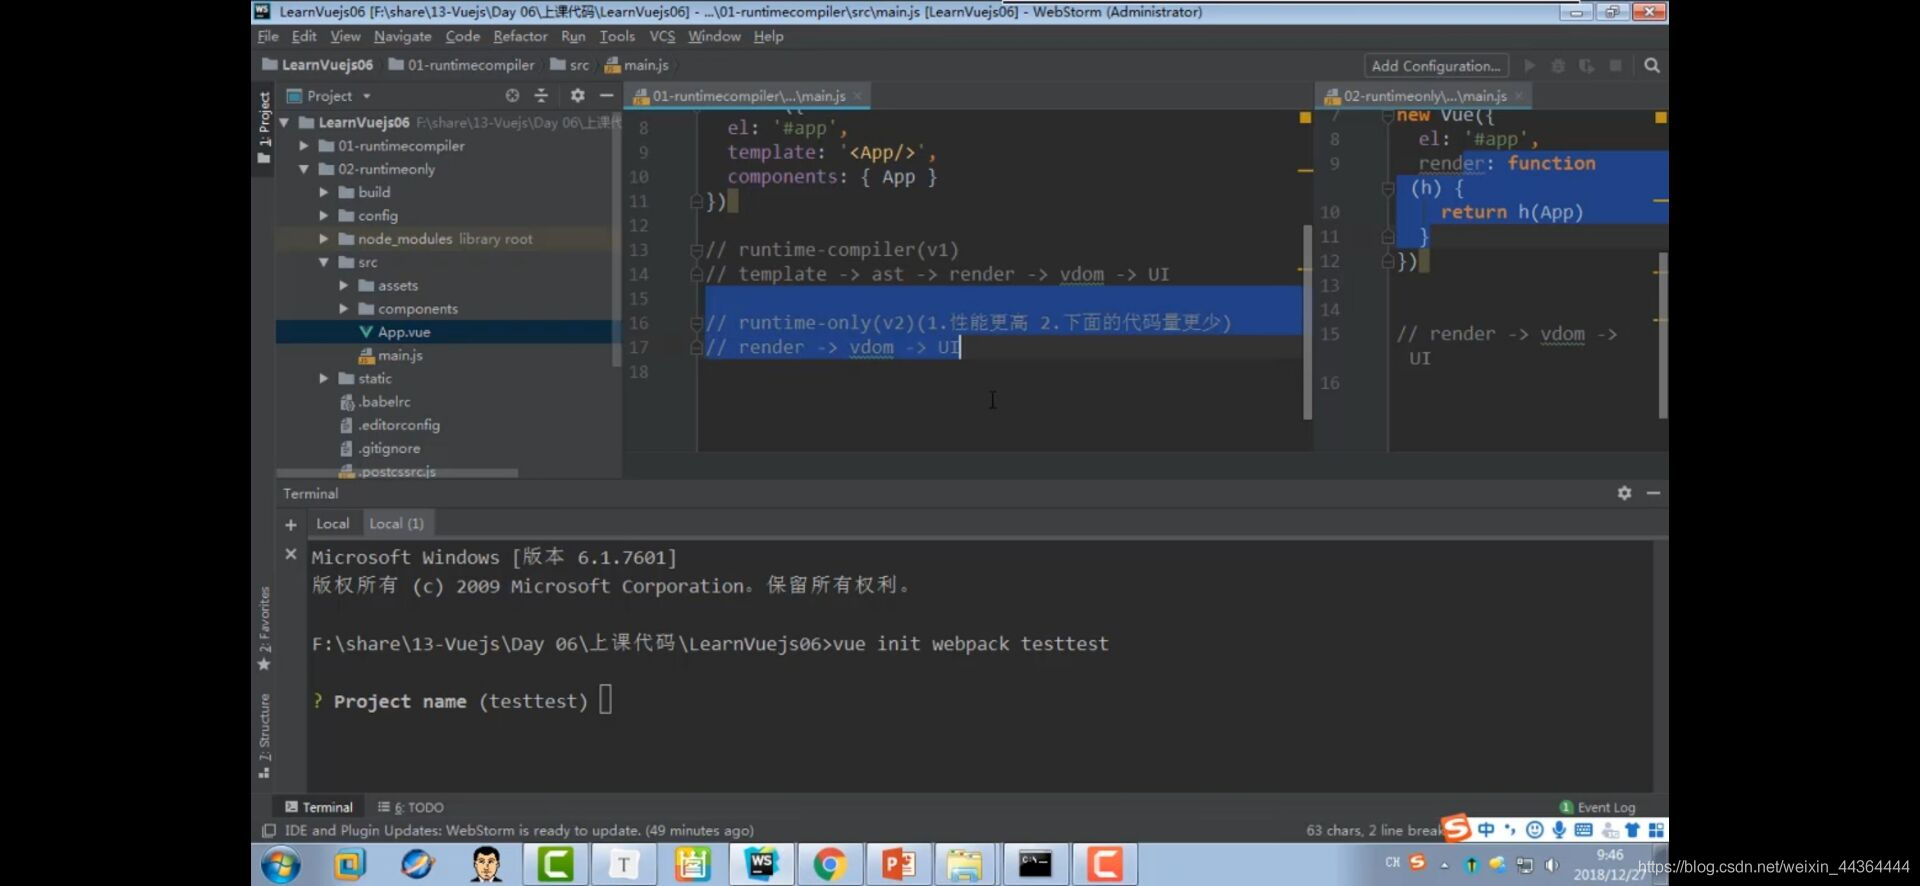 LearnVuejs06 [F:\share\13-Vuejs\Day 06\上课代码\LearnVuejs06] - ...\01-runtimecompiler\src\main.js [LearnVuejs06] - WebStorm (Administrator)
File Edit View Navigate Code Refactor Run Tools VCS Window Help
LearnVuejs06 01-runtimecompiler src main.js Add Configuration...
1: Project
Project
LearnVuejs06 F:\share\13-Vuejs\Day 06\上课代
01-runtimecompiler
02-runtimeonly
build
config
node_modules library root
src
assets
components
App.vue
main.js
static
.babelrc
.editorconfig
.gitignore
.postcssrc.js
01-runtimecompiler\...\main.js
8 el: '#app',
9 template: '<App/>',
10 components: { App }
11 })
12
13 // runtime-compiler(v1)
14 // template -> ast -> render -> vdom -> UI
15
16 // runtime-only(v2)(1.性能更高 2.下面的代码量更少)
17 // render -> vdom -> UI
18
02-runtimeonly\...\main.js
7 new Vue({
8 el: '#app',
9 render: function
(h) {
10 return h(App)
11 }
12 })
13
14
15 // render -> vdom ->
UI
16
Terminal
Local Local (1)
Microsoft Windows [版本 6.1.7601]
版权所有 (c) 2009 Microsoft Corporation。保留所有权利。
F:\share\13-Vuejs\Day 06\上课代码\LearnVuejs06>vue init webpack testtest
? Project name (testtest)
2: Favorites
7: Structure
Terminal 6: TODO 1 Event Log
IDE and Plugin Updates: WebStorm is ready to update. (49 minutes ago) 63 chars, 2 line break
中
T WS CH 9:46
2018/12/27
https://blog.csdn.net/weixin_44364444